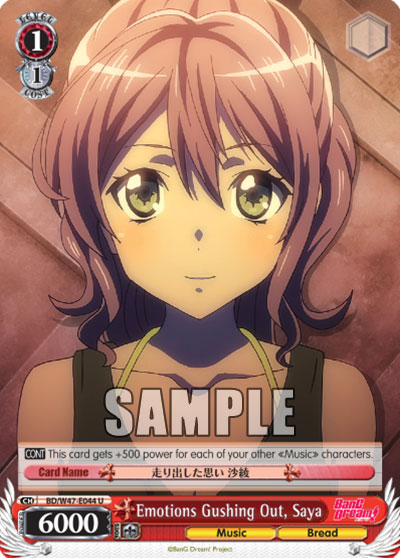 LEVEL
1
1
COST
SAMPLE
CONT This card gets +500 power for each of your other «Music» characters.
Card Name 走り出した思い 沙綾
CH BD/W47-E044 U
6000
Emotions Gushing Out, Saya
BanG Dream!
Music Bread
©BanG Dream! Project